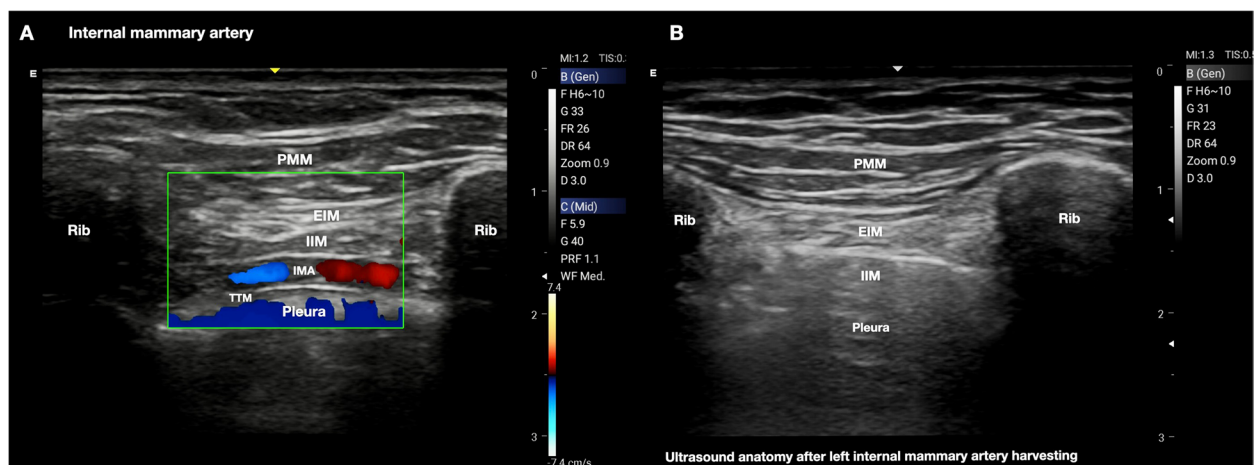 A
Internal mammary artery
E
PMM
EIM
IIM
IMA
TTM
Pleura
Rib
Rib
0
1
2
3
MI:1.2 TIS:0.
B (Gen)
F H6~10
G 33
FR 26
DR 64
Zoom 0.9
D 3.0
C (Mid)
F 5.9
G 40
PRF 1.1
WF Med.
7.4
-7.4 cm/s
B
E
PMM
Rib
Rib
EIM
IIM
Pleura
0
1
2
3
MI:1.3 TIS:0.
B (Gen)
F H6~10
G 31
FR 23
DR 64
Zoom 0.9
D 3.0
Ultrasound anatomy after left internal mammary artery harvesting